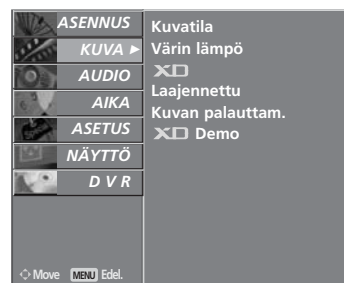 ASENNUS
KUVA ►
AUDIO
AIKA
ASETUS
NÄYTTÖ
D V R
Kuvatila
Värin lämpö
XD
Laajennettu
Kuvan palauttam.
XD Demo
Move MENU Edel.